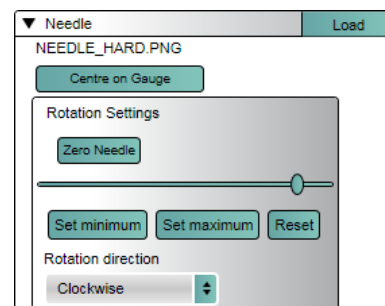 ▼ Needle Load
NEEDLE_HARD.PNG
Centre on Gauge
Rotation Settings
Zero Needle
Set minimum Set maximum Reset
Rotation direction
Clockwise